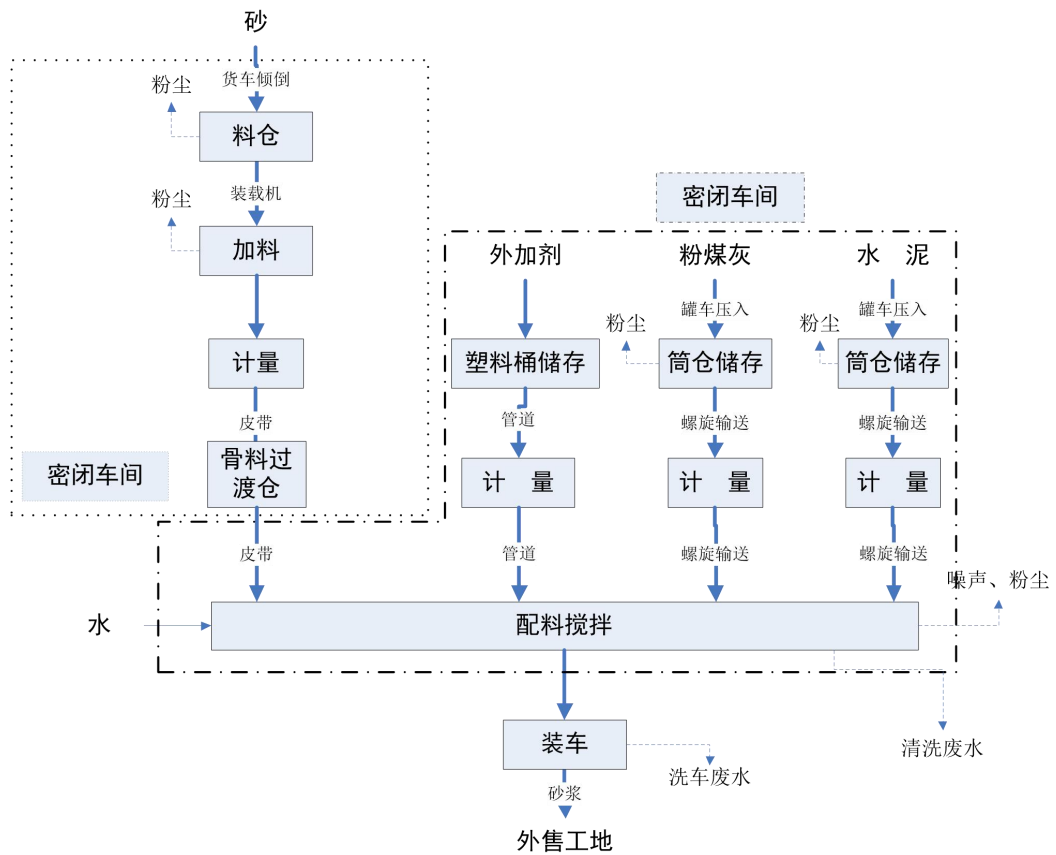 砂
货车倾倒
粉尘
料仓
装载机
粉尘
加料
计量
皮带
骨料过
渡仓
密闭车间
皮带
密闭车间
外加剂
粉煤灰
水 泥
罐车压入
罐车压入
粉尘
粉尘
塑料桶储存
筒仓储存
筒仓储存
管道
螺旋输送
螺旋输送
计 量
计 量
计 量
管道
螺旋输送
螺旋输送
噪声、粉尘
水
配料搅拌
清洗废水
装车
洗车废水
砂浆
外售工地